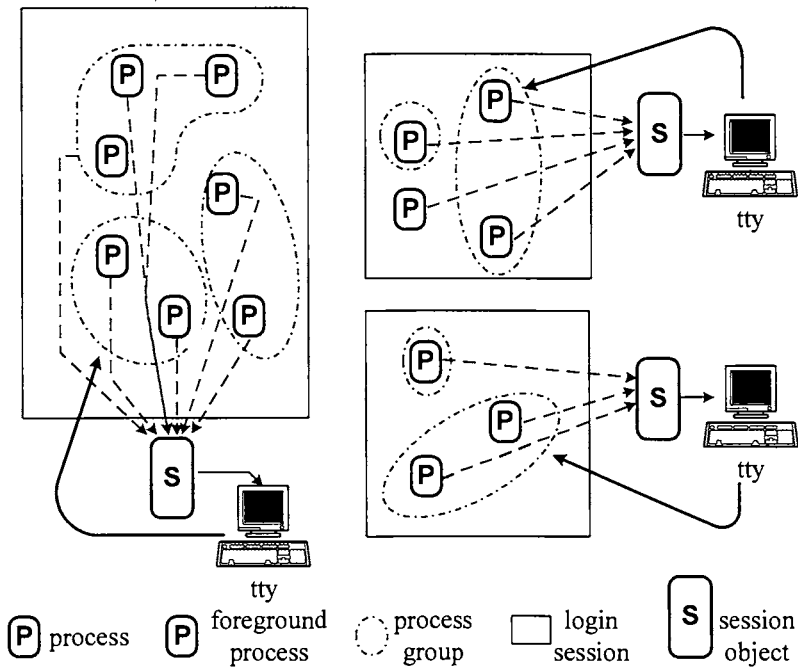 P
P
P
P
P
P
P
S
tty
P
P
P
P
S
tty
P
P
P
S
tty
P process
P foreground process
process group
login session
S session object